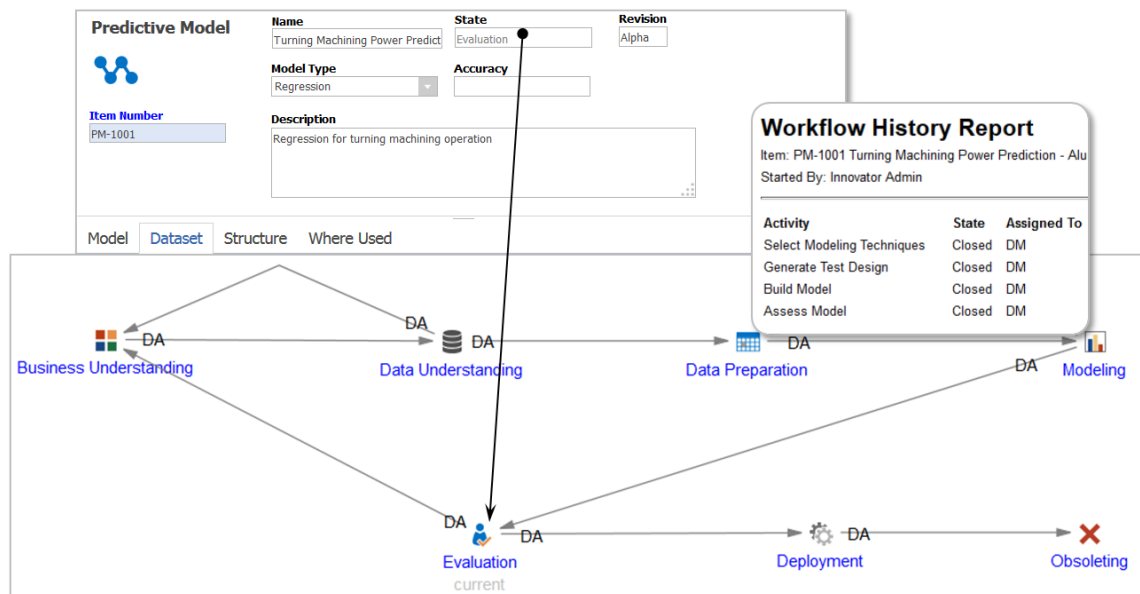 Predictive Model
Name
State
Revision
Turning Machining Power Predict
Evaluation
Alpha
Model Type
Accuracy
Regression
Item Number
PM-1001
Description
Regression for turning machining operation
Model
Dataset
Structure
Where Used
Workflow History Report
Item: PM-1001 Turning Machining Power Prediction - Alu
Started By: Innovator Admin
Activity State Assigned To
Select Modeling Techniques Closed DM
Generate Test Design Closed DM
Build Model Closed DM
Assess Model Closed DM
DA
DA
DA
DA
DA
Business Understanding
Data Understanding
Data Preparation
Modeling
DA
DA
DA
Evaluation
current
Deployment
Obsoleting